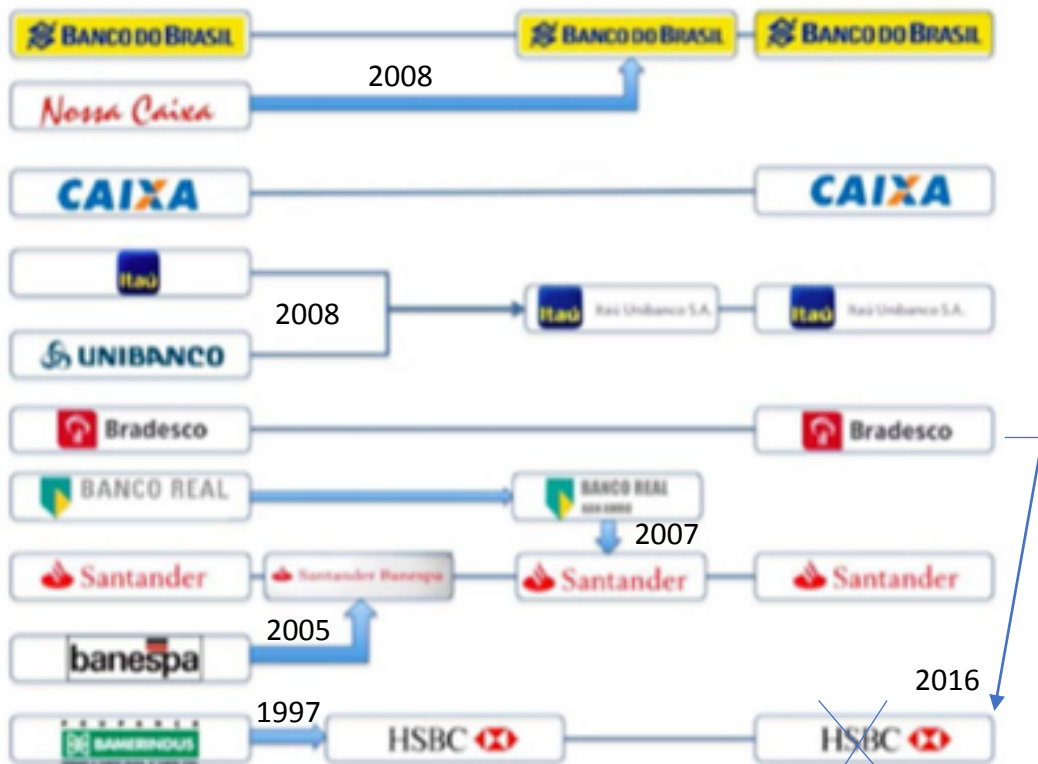 BANCO DO BRASIL
BANCO DO BRASIL
BANCO DO BRASIL
2008
Nossa Caixa
CAIXA
CAIXA
Itaú
2008
Itaú Itaú Unibanco S.A.
Itaú Itaú Unibanco S.A.
UNIBANCO
Bradesco
Bradesco
BANCO REAL
BANCO REAL
2007
Santander
Santander Banespa
Santander
Santander
2005
banespa
2016
1997
POUPANÇA
BAMERINDUS
HSBC
HSBC